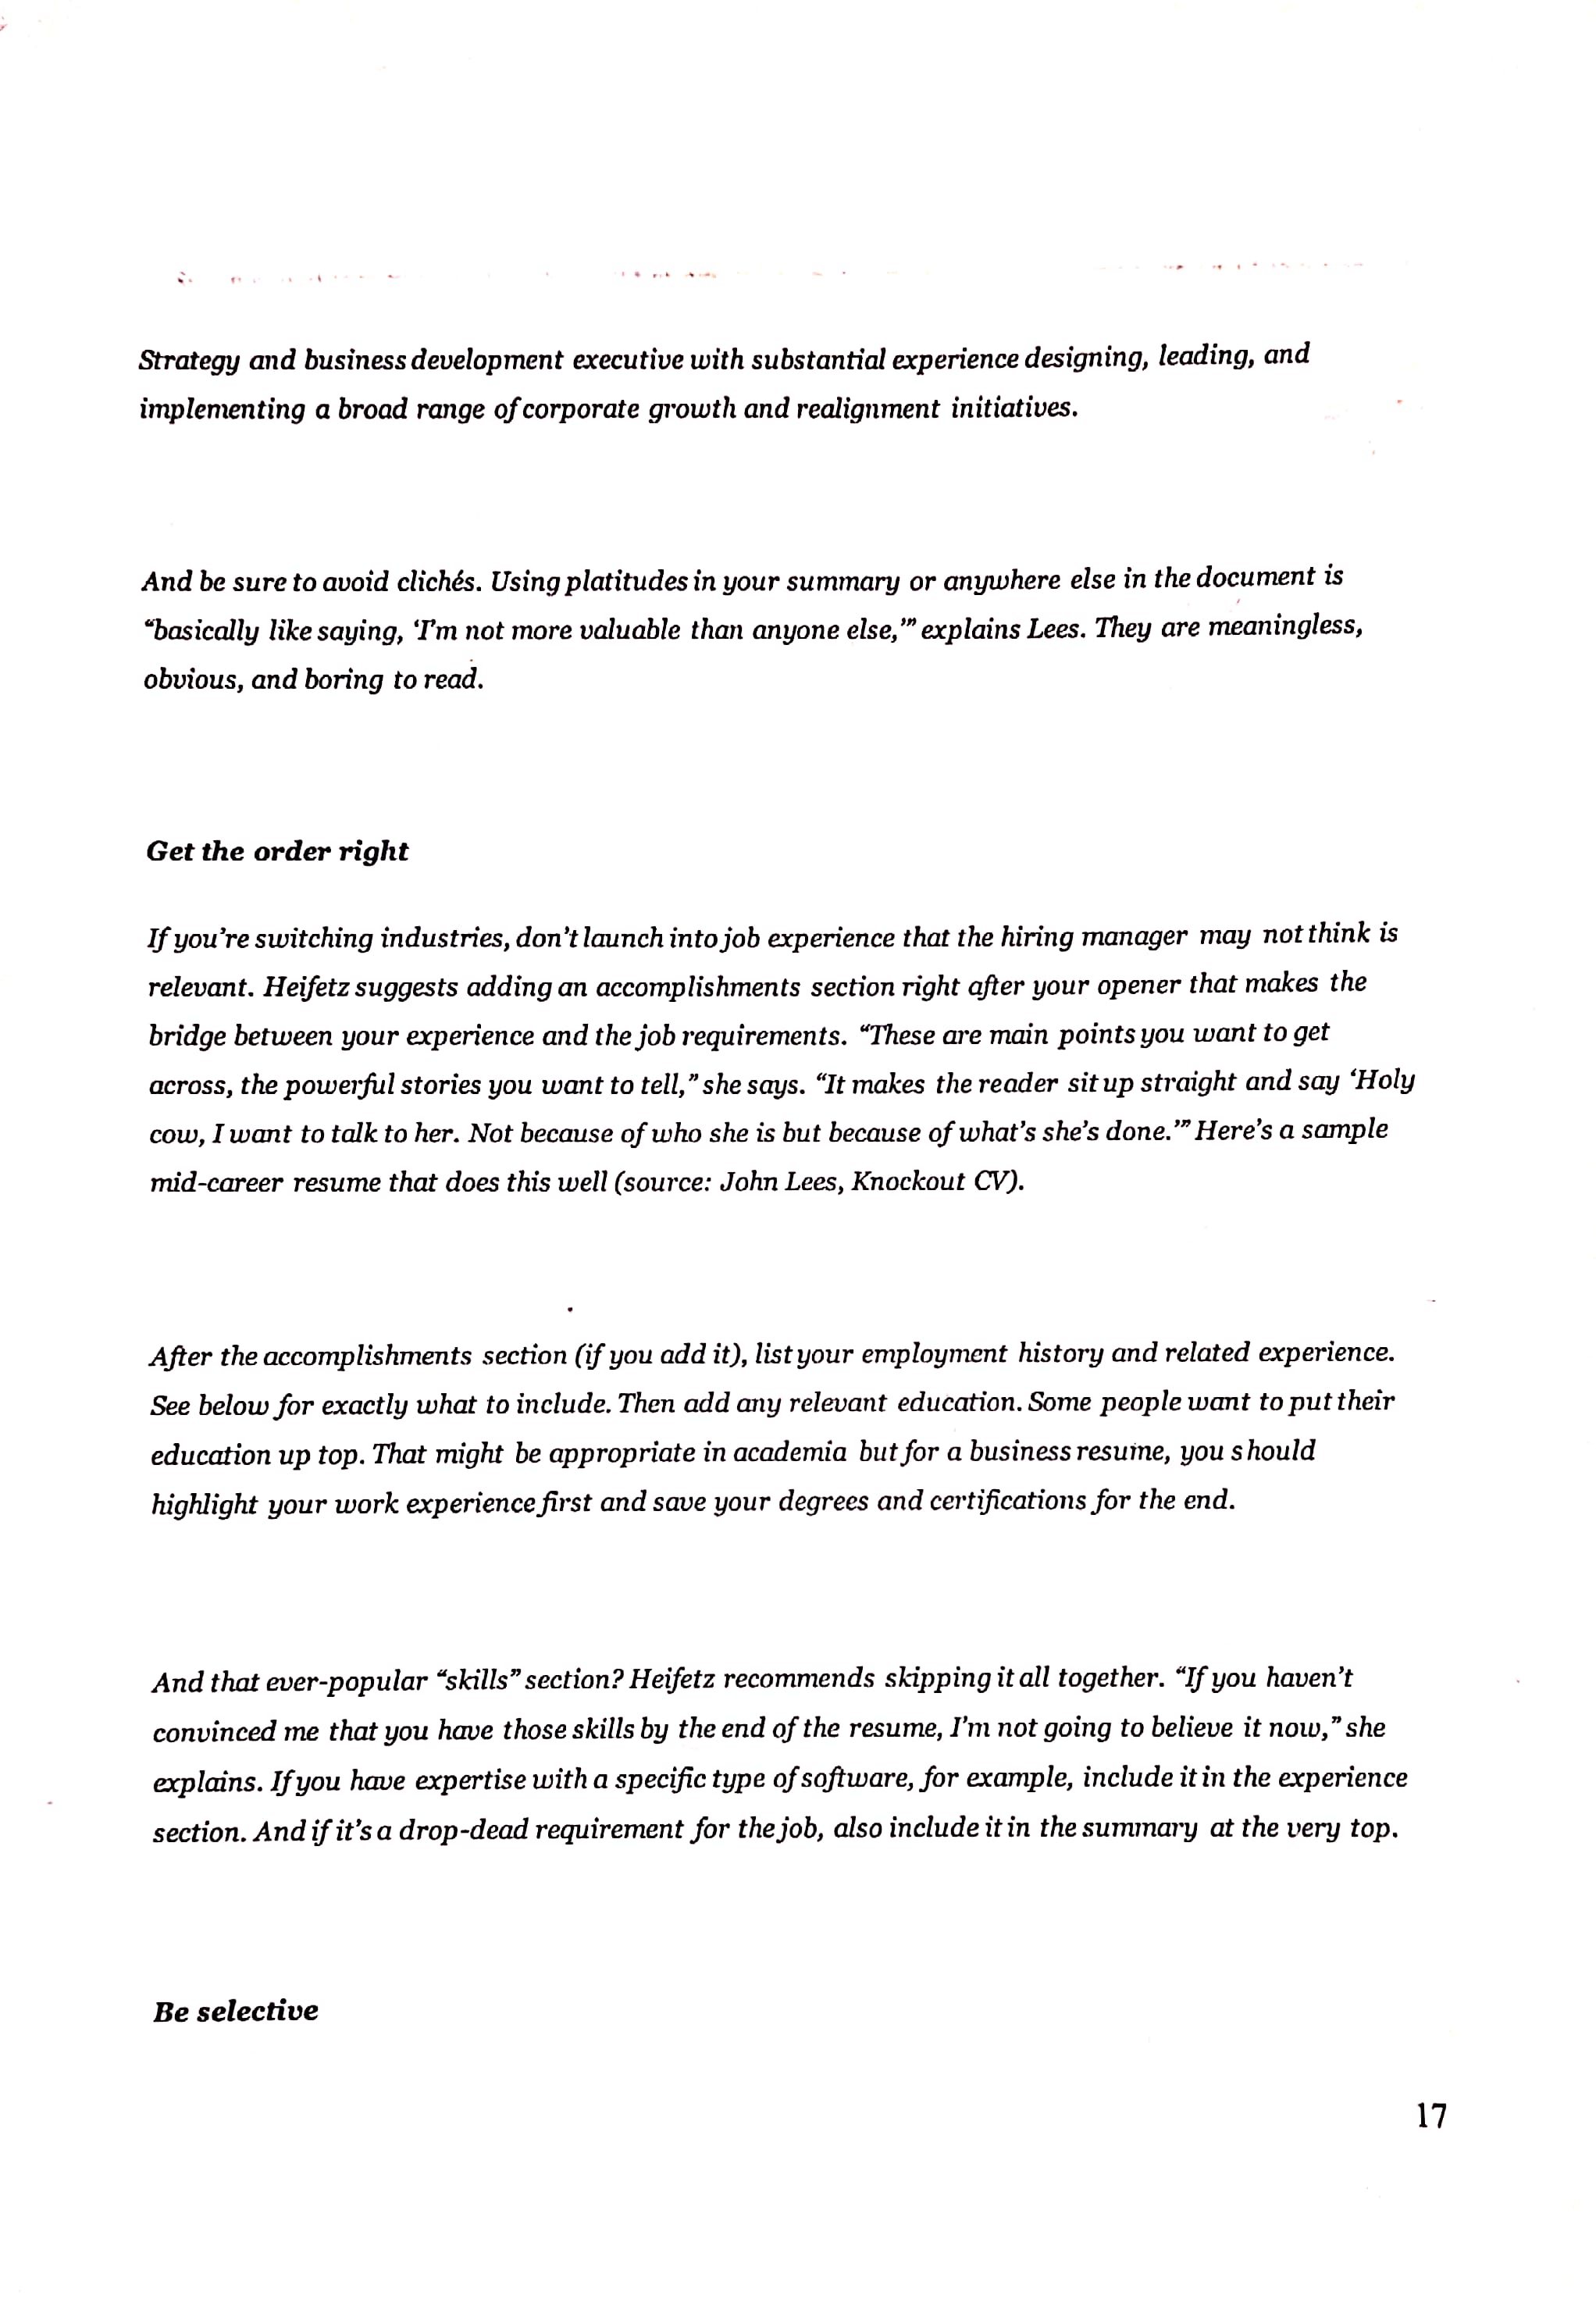 Strategy and business development executive with substantial experience designing, leading, and
implementing a broad range of corporate growth and realignment initiatives.
And be sure to avoid clichés. Using platitudes in your summary or anywhere else in the document is
“basically like saying, ‘I’m not more valuable than anyone else,’” explains Lees. They are meaningless,
obvious, and boring to read.
Get the order right
If you’re switching industries, don’t launch into job experience that the hiring manager may not think is
relevant. Heifetz suggests adding an accomplishments section right after your opener that makes the
bridge between your experience and the job requirements. “These are main points you want to get
across, the powerful stories you want to tell,” she says. “It makes the reader sit up straight and say ‘Holy
cow, I want to talk to her. Not because of who she is but because of what’s she’s done.’” Here’s a sample
mid-career resume that does this well (source: John Lees, Knockout CV).
After the accomplishments section (if you add it), list your employment history and related experience.
See below for exactly what to include. Then add any relevant education. Some people want to put their
education up top. That might be appropriate in academia but for a business resume, you should
highlight your work experience first and save your degrees and certifications for the end.
And that ever-popular “skills” section? Heifetz recommends skipping it all together. “If you haven’t
convinced me that you have those skills by the end of the resume, I’m not going to believe it now,” she
explains. If you have expertise with a specific type of software, for example, include it in the experience
section. And if it’s a drop-dead requirement for the job, also include it in the summary at the very top.
Be selective
17